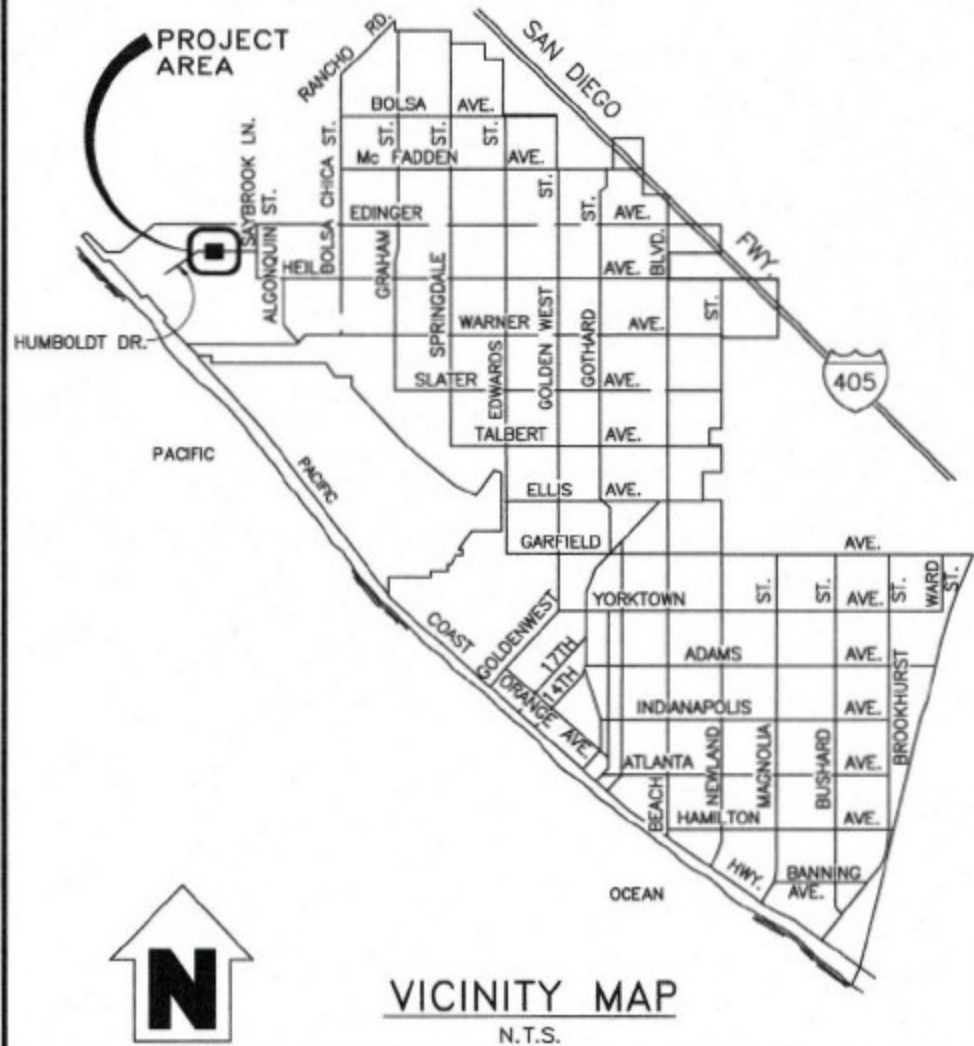 PROJECT
AREA
RANCHO RD.
SAN DIEGO
FWY.
BOLSA AVE.
ST.
ST.
ST.
Mc FADDEN AVE.
SAYBROOK LN.
ALGONQUIN ST.
BOLSA CHICA ST.
EDINGER AVE.
HEIL AVE.
GRAHAM
SPRINGDALE
EDWARDS
GOLDEN WEST
ST.
GOTHARD
ST.
BLVD.
ST.
HUMBOLDT DR.
WARNER AVE.
405
SLATER AVE.
TALBERT AVE.
PACIFIC
PACIFIC
ELLIS AVE.
GARFIELD AVE.
COAST
GOLDENWEST
17TH
14TH
ORANGE AVE.
YORKTOWN AVE.
ST.
ST.
ST.
WARD
ST.
ADAMS AVE.
INDIANAPOLIS AVE.
ATLANTA AVE.
BEACH
NEWLAND
MAGNOLIA
BUSHARD
BROOKHURST
HAMILTON AVE.
HWY.
BANNING
AVE.
OCEAN
N
VICINITY MAP
N.T.S.